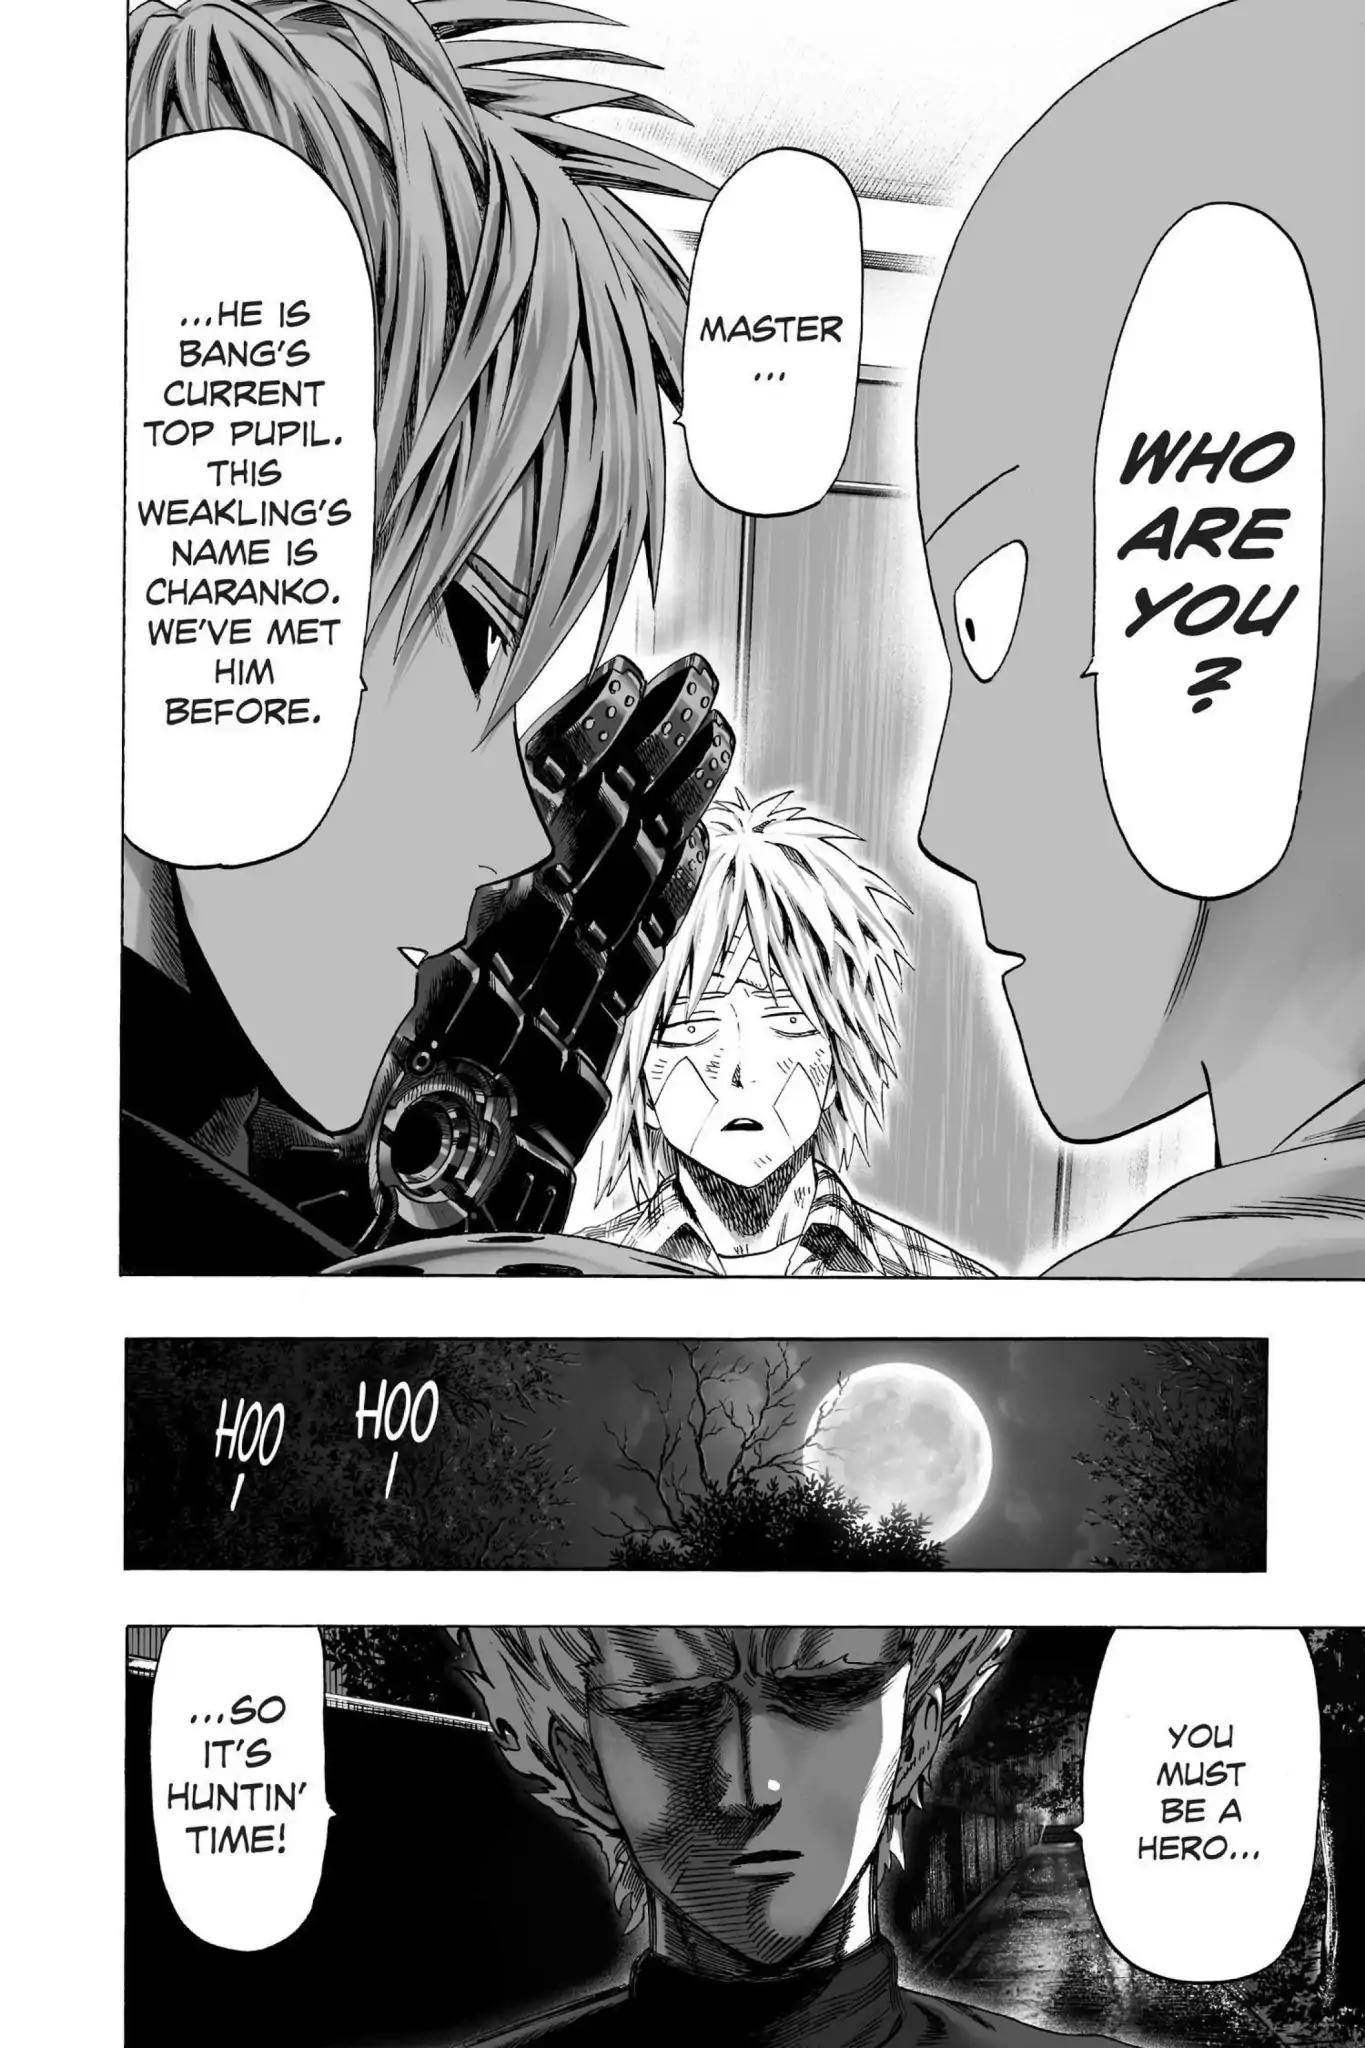 WHO
ARE
YOU
?
MASTER
...
...HE IS
BANG'S
CURRENT
TOP PUPIL.
THIS
WEAKLING'S
NAME IS
CHARANKO.
WE'VE MET
HIM
BEFORE.
HOO
HOO
YOU
MUST
BE A
HERO...
...SO
IT'S
HUNTIN'
TIME!